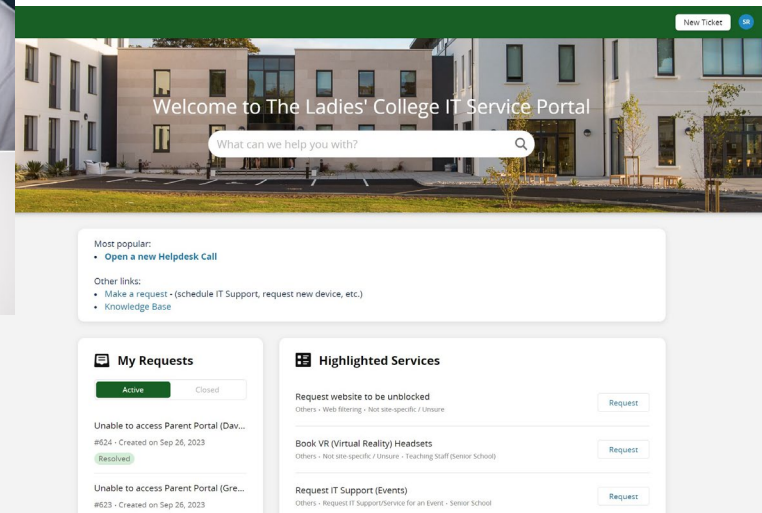 New Ticket
SR
Welcome to The Ladies' College IT Service Portal
What can we help you with?
Most popular:
• Open a new Helpdesk Call
Other links:
• Make a request - (schedule IT Support, request new device, etc.)
• Knowledge Base
My Requests
Active
Closed
Unable to access Parent Portal (Dav...
#624 • Created on Sep 26, 2023
Resolved
Unable to access Parent Portal (Gre...
#623 • Created on Sep 26, 2023
Highlighted Services
Request website to be unblocked
Others • Web filtering • Not site-specific / Unsure
Request
Book VR (Virtual Reality) Headsets
Others • Not site-specific / Unsure • Teaching Staff (Senior School)
Request
Request IT Support (Events)
Others • Request IT Support/Service for an Event • Senior School
Request